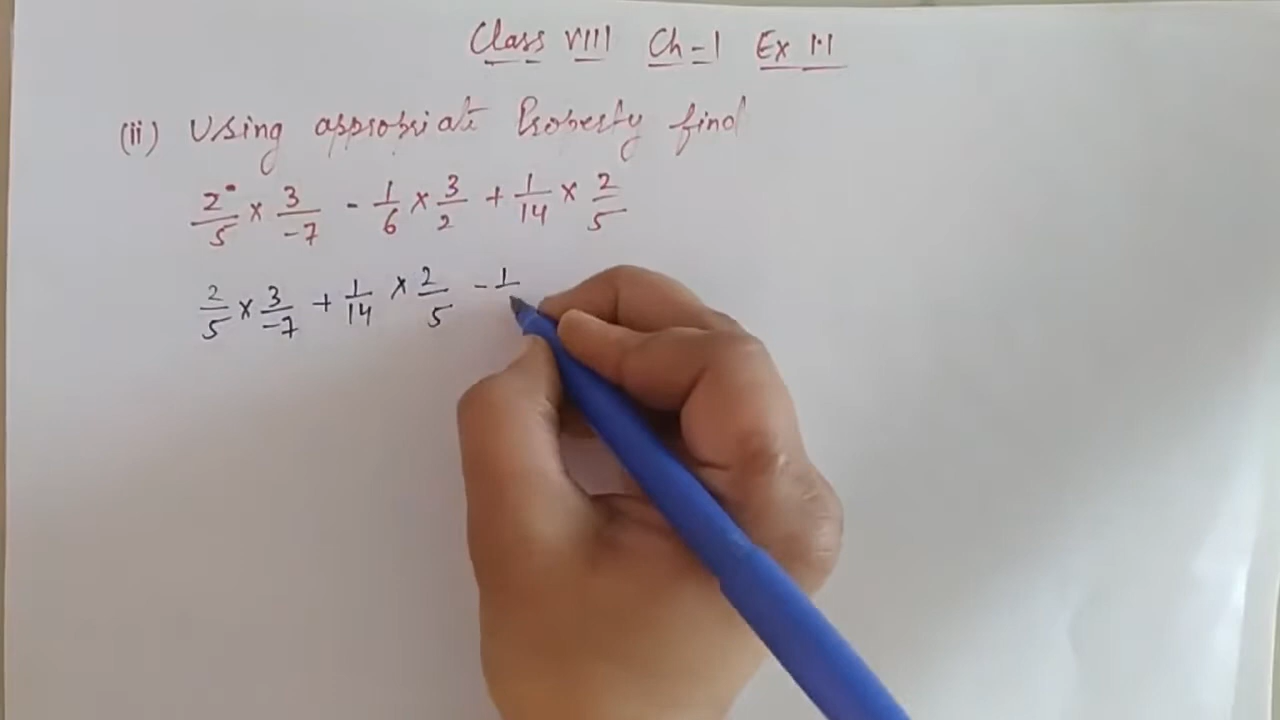 Class VIII Ch-1 Ex 1.1
(ii) Using appropriate Property find
2/5 × 3/-7 - 1/6 × 3/2 + 1/14 × 2/5
2/5 × 3/-7 + 1/14 × 2/5 - 1/